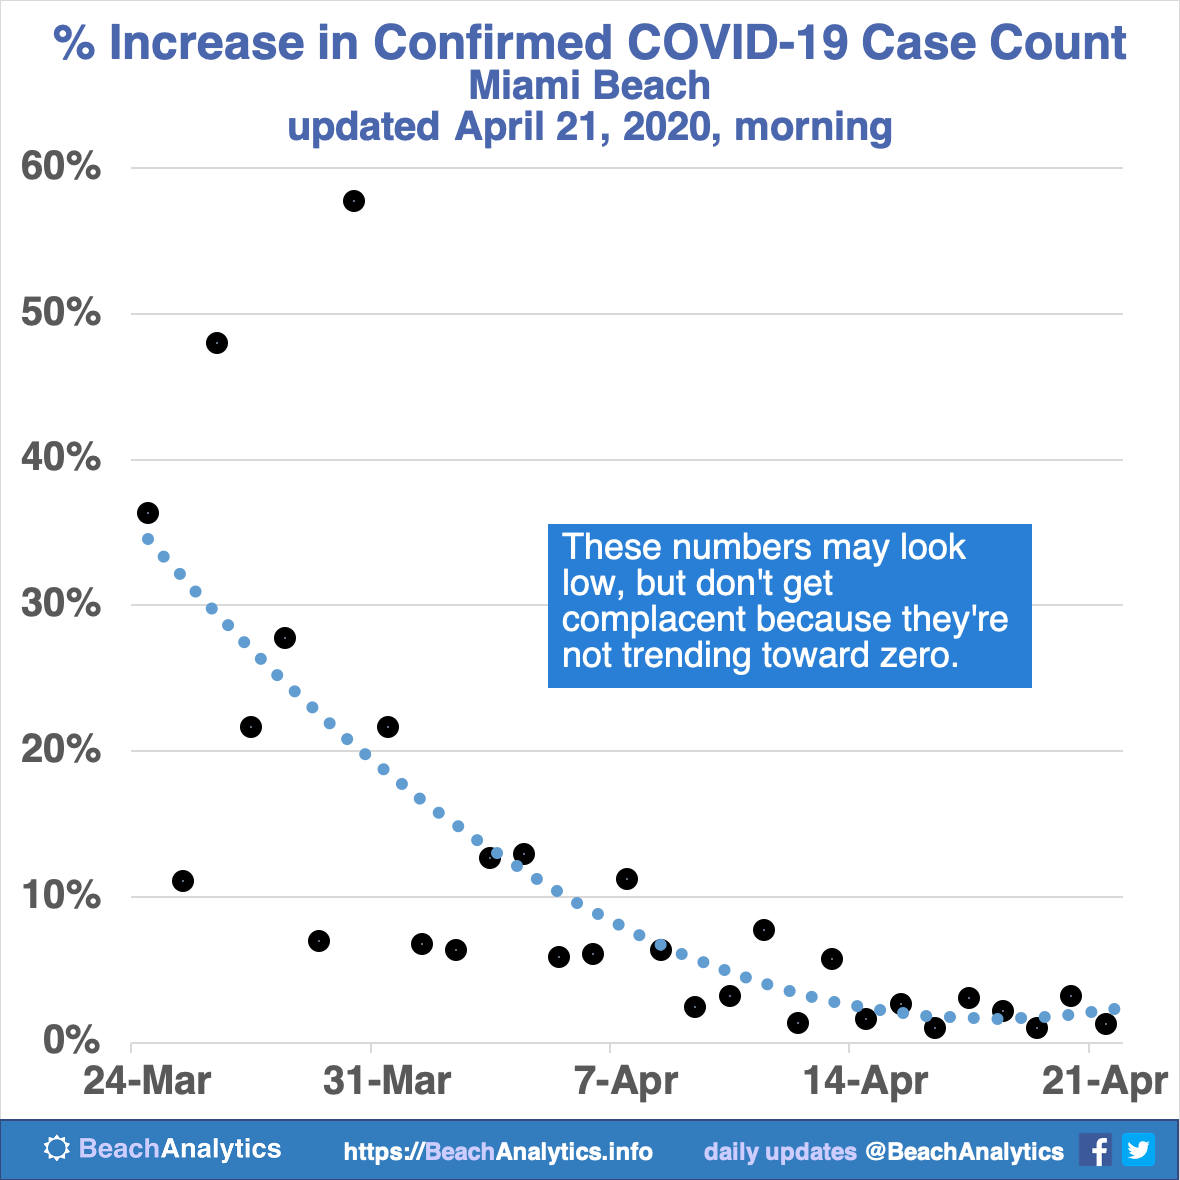 % Increase in Confirmed COVID-19 Case Count
Miami Beach
updated April 21, 2020, morning
60%
50%
40%
30%
20%
10%
0%
These numbers may look
low, but don't get
complacent because they're
not trending toward zero.
24-Mar 31-Mar 7-Apr 14-Apr 21-Apr
BeachAnalytics https://BeachAnalytics.info daily updates @BeachAnalytics f